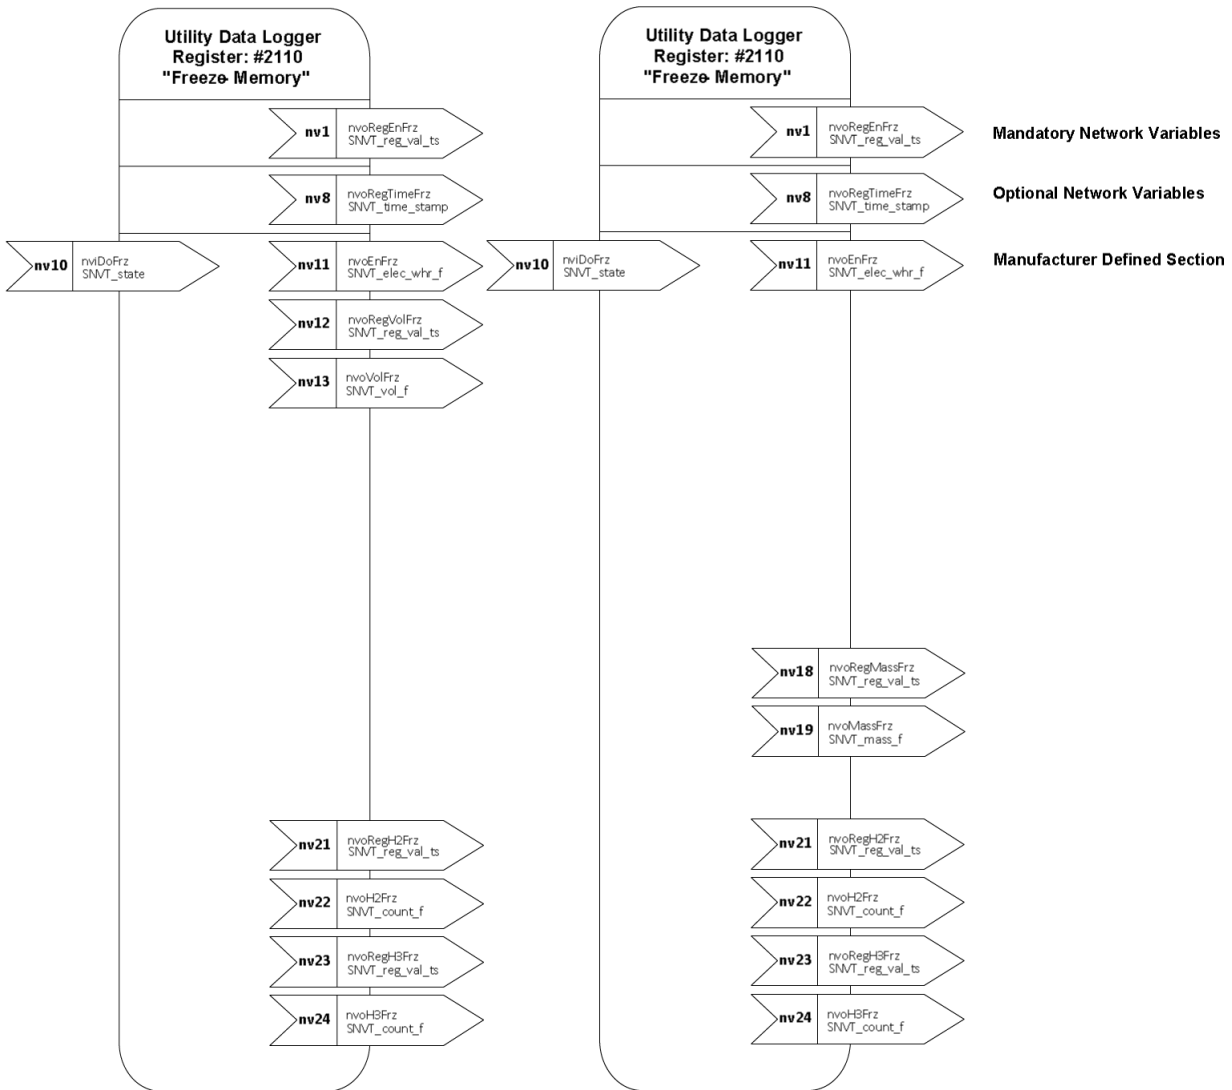 Utility Data Logger
Register: #2110
"Freeze- Memory"
nv1
nvoRegEnFrz
SNVT_reg_val_ts
nv8
nvoRegTimeFrz
SNVT_time_stamp
nv10
nviDoFrz
SNVT_state
nv11
nvoEnFrz
SNVT_elec_whr_f
nv12
nvoRegVolFrz
SNVT_reg_val_ts
nv13
nvoVolFrz
SNVT_vol_f
nv21
nvoRegH2Frz
SNVT_reg_val_ts
nv22
nvoH2Frz
SNVT_count_f
nv23
nvoRegH3Frz
SNVT_reg_val_ts
nv24
nvoH3Frz
SNVT_count_f
Utility Data Logger
Register: #2110
"Freeze- Memory"
nv1
nvoRegEnFrz
SNVT_reg_val_ts
Mandatory Network Variables
nv8
nvoRegTimeFrz
SNVT_time_stamp
Optional Network Variables
nv10
nviDoFrz
SNVT_state
nv11
nvoEnFrz
SNVT_elec_whr_f
Manufacturer Defined Section
nv18
nvoRegMassFrz
SNVT_reg_val_ts
nv19
nvoMassFrz
SNVT_mass_f
nv21
nvoRegH2Frz
SNVT_reg_val_ts
nv22
nvoH2Frz
SNVT_count_f
nv23
nvoRegH3Frz
SNVT_reg_val_ts
nv24
nvoH3Frz
SNVT_count_f